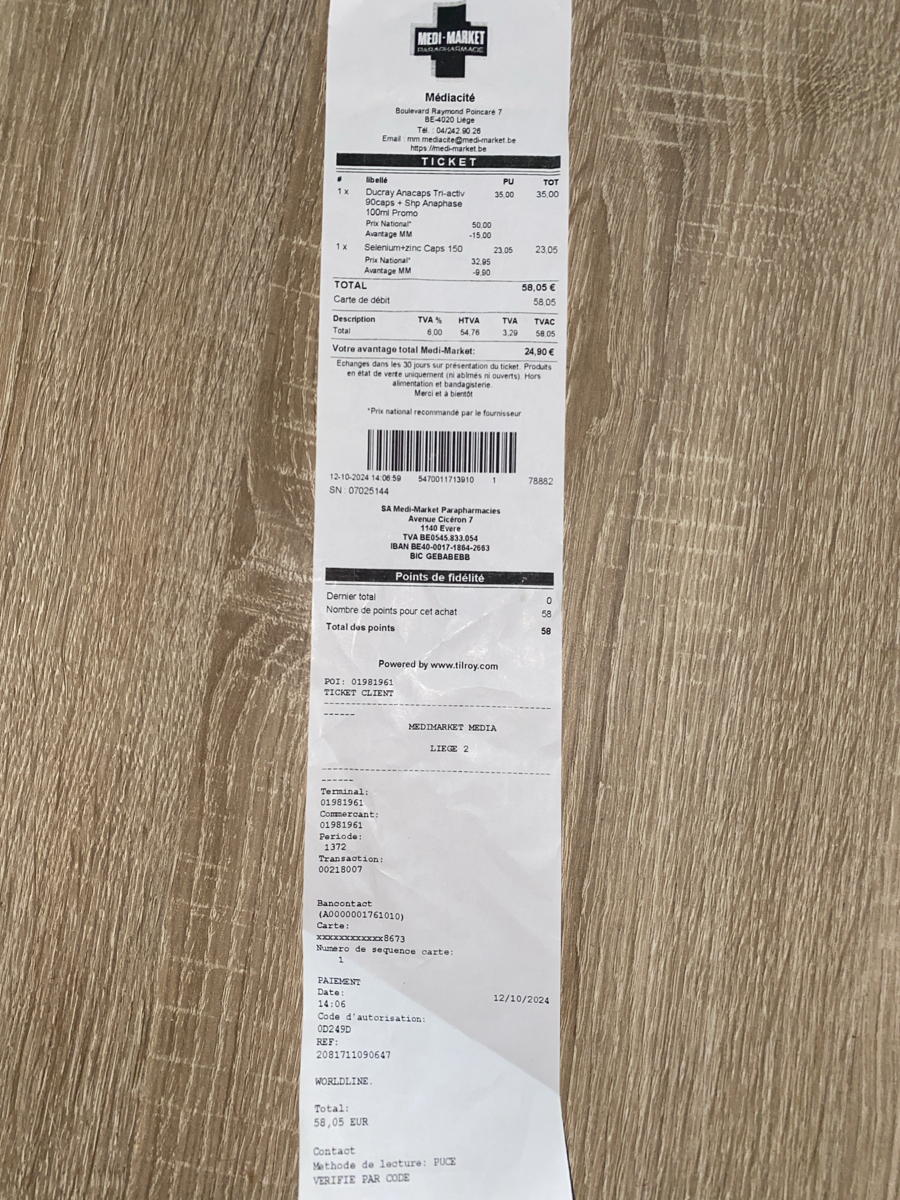 MEDI-MARKET
PARAPHARMACIE
Médiacité
Boulevard Raymond Poincaré 7
BE-4020 Liège
Tél. : 04/242 90 26
Email : mm.mediacite@medi-market.be
https://medi-market.be
TICKET
# libellé PU TOT
1 x Ducray Anacaps Tri-activ 35,00 35,00
90caps + Shp Anaphase
100ml Promo
Prix National* 50,00
Avantage MM -15,00
1 x Selenium+zinc Caps 150 23,05 23,05
Prix National* 32,95
Avantage MM -9,90
TOTAL 58,05 €
Carte de débit 58,05
Description TVA % HTVA TVA TVAC
Total 6,00 54,76 3,29 58,05
Votre avantage total Medi-Market: 24,90 €
Echanges dans les 30 jours sur présentation du ticket. Produits
en état de vente uniquement (ni abîmés ni ouverts). Hors
alimentation et bandagisterie.
Merci et à bientôt
*Prix national recommandé par le fournisseur
12-10-2024 14:06:59 5470011713910 1 78882
SN : 07025144
SA Medi-Market Parapharmacies
Avenue Cicéron 7
1140 Evere
TVA BE0545.833.054
IBAN BE40-0017-1864-2663
BIC GEBABEBB
Points de fidélité
Dernier total 0
Nombre de points pour cet achat 58
Total des points 58
Powered by www.tilroy.com
POI: 01981961
TICKET CLIENT
------------------------------------------
------
MEDIMARKET MEDIA
LIEGE 2
------------------------------------------
------
Terminal:
01981961
Commercant:
01981961
Periode:
1372
Transaction:
00218007
Bancontact
(A0000001761010)
Carte:
xxxxxxxxxxxx8673
Numero de sequence carte:
1
PAIEMENT
Date: 12/10/2024
14:06
Code d'autorisation:
0D249D
REF:
2081711090647
WORLDLINE.
Total:
58,05 EUR
Contact
Methode de lecture: PUCE
VERIFIE PAR CODE